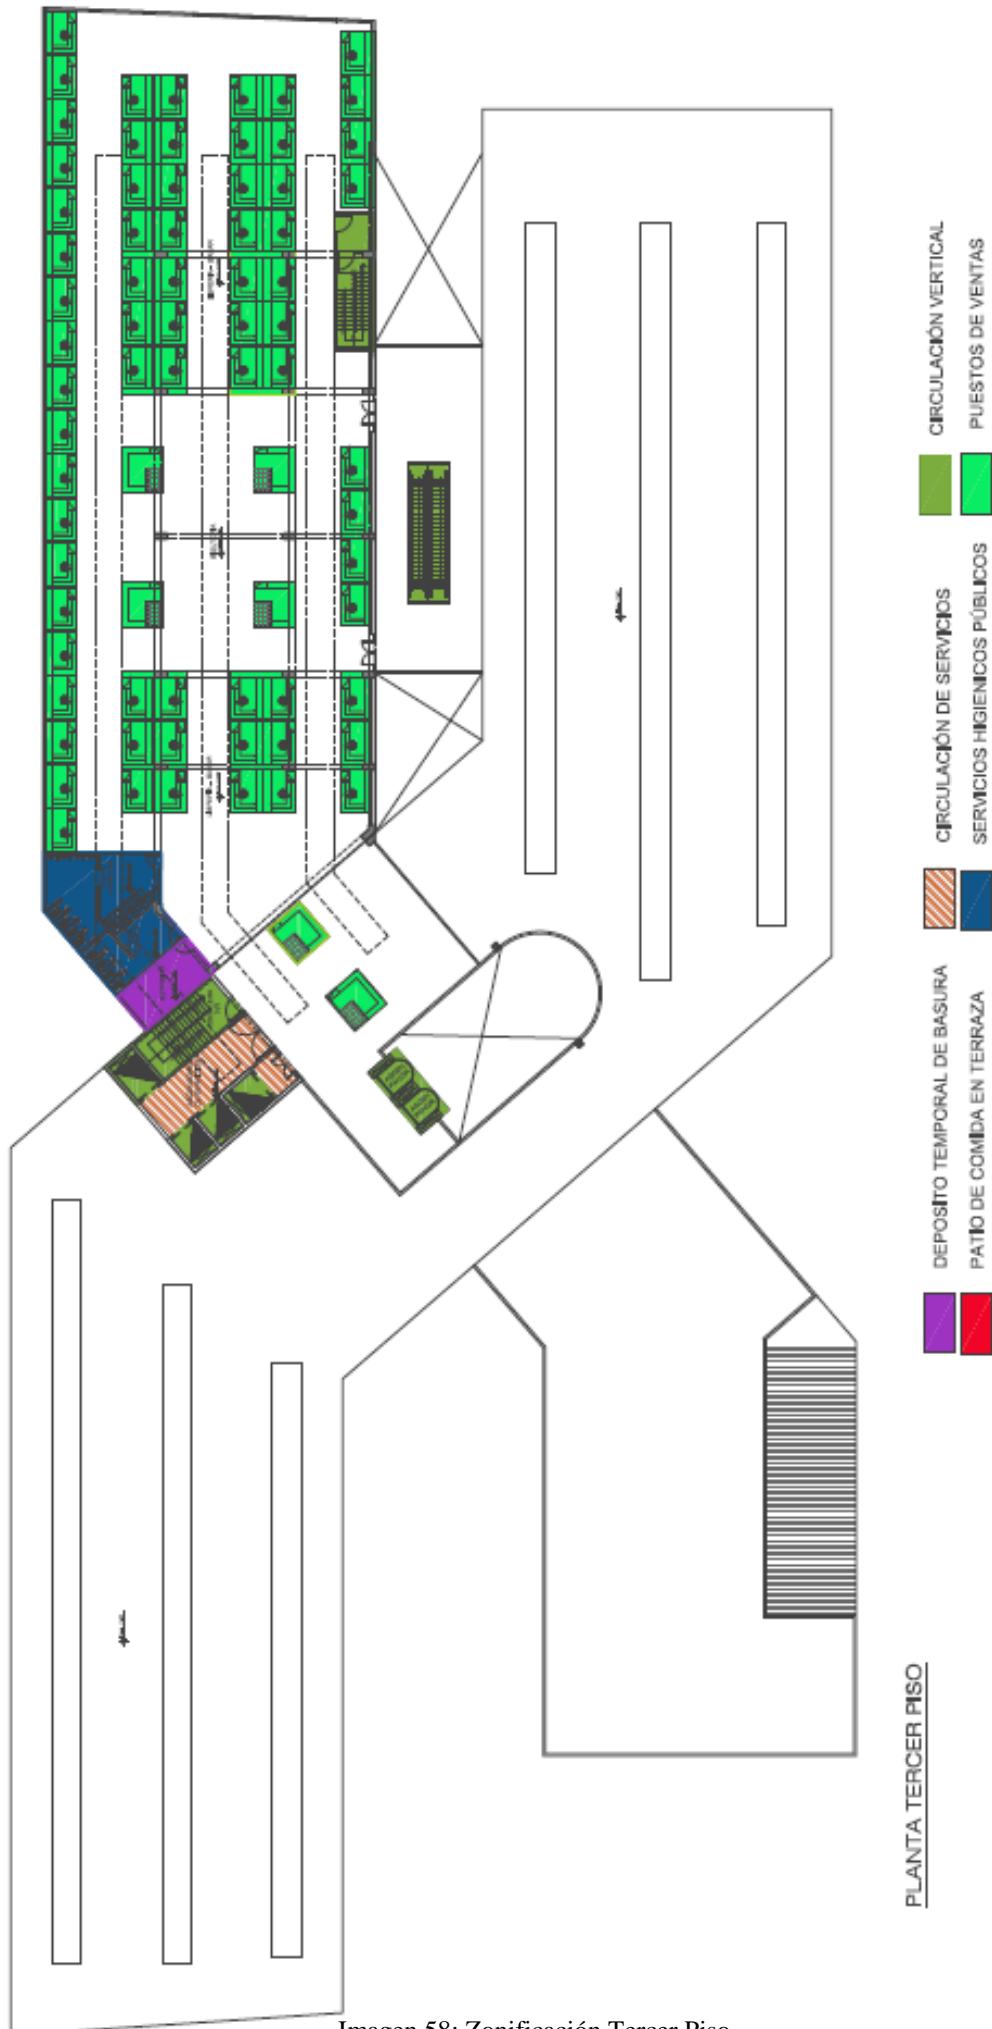 PLANTA TERCER PISO
DEPOSITO TEMPORAL DE BASURA
PATIO DE COMIDA EN TERRAZA
CIRCULACIÓN DE SERVICIOS
SERVICIOS HIGIENICOS PÚBLICOS
CIRCULACIÓN VERTICAL
PUESTOS DE VENTAS
Imagen 58: Zonificación Tercer Piso